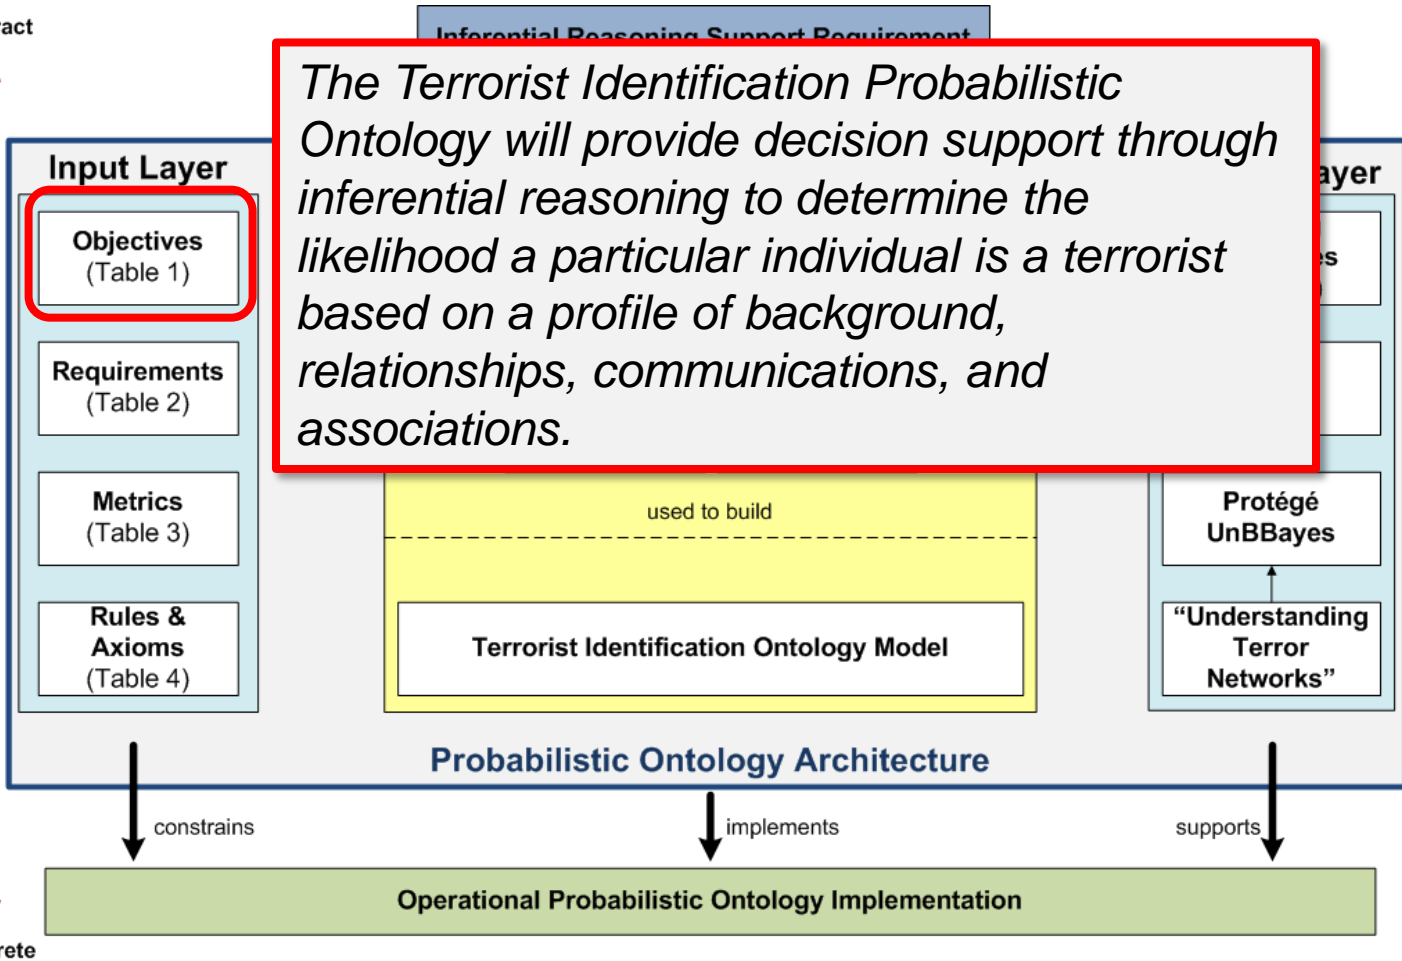 Inferential Reasoning Support Requirement
The Terrorist Identification Probabilistic
Ontology will provide decision support through
inferential reasoning to determine the
likelihood a particular individual is a terrorist
based on a profile of background,
relationships, communications, and
associations.
Input Layer
Objectives
(Table 1)
Requirements
(Table 2)
Metrics
(Table 3)
Rules &
Axioms
(Table 4)
used to build
Terrorist Identification Ontology Model
Protégé
UnBBayes
“Understanding
Terror
Networks”
Probabilistic Ontology Architecture
constrains
implements
supports
Operational Probabilistic Ontology Implementation